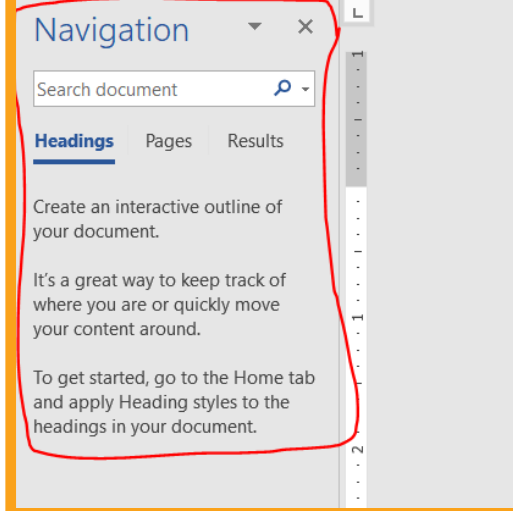 Navigation
Search document
Headings Pages Results
Create an interactive outline of
your document.
It's a great way to keep track of
where you are or quickly move
your content around.
To get started, go to the Home tab
and apply Heading styles to the
headings in your document.
1
1
2